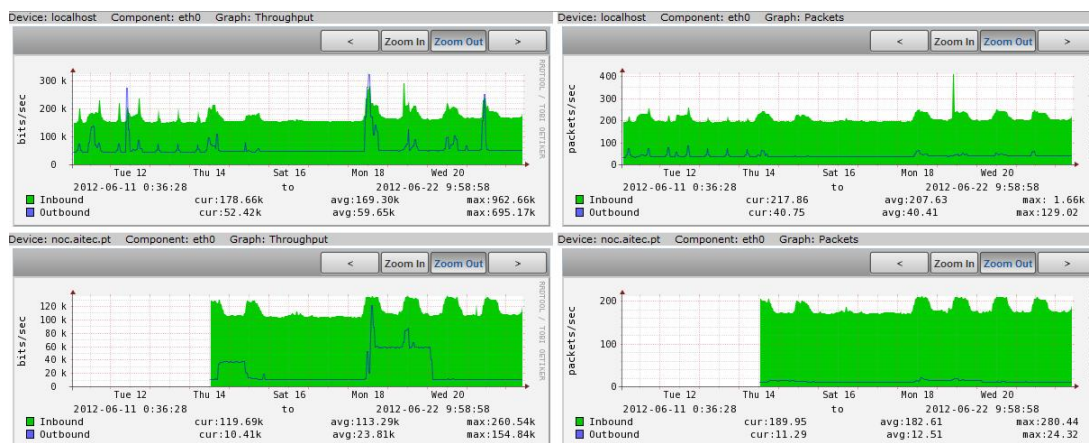 Device: localhost Component: eth0 Graph: Throughput
< Zoom In Zoom Out >
300 k
200 k
100 k
0
bits/sec
RRDTOOL / TOBI OETIKER
Tue 12 Thu 14 Sat 16 Mon 18 Wed 20
2012-06-11 0:36:28 to 2012-06-22 9:58:58
Inbound cur:178.66k avg:169.30k max:962.66k
Outbound cur:52.42k avg:59.65k max:695.17k
Device: localhost Component: eth0 Graph: Packets
< Zoom In Zoom Out >
400
300
200
100
0
packets/sec
Tue 12 Thu 14 Sat 16 Mon 18 Wed 20
2012-06-11 0:36:28 to 2012-06-22 9:58:58
Inbound cur:217.86 avg:207.63 max: 1.66k
Outbound cur:40.75 avg:40.41 max:129.02
Device: noc.aitec.pt Component: eth0 Graph: Throughput
< Zoom In Zoom Out >
120 k
100 k
80 k
60 k
40 k
20 k
0
bits/sec
RRDTOOL / TOBI OETIKER
Tue 12 Thu 14 Sat 16 Mon 18 Wed 20
2012-06-11 0:36:28 to 2012-06-22 9:58:58
Inbound cur:119.69k avg:113.29k max:260.54k
Outbound cur:10.41k avg:23.81k max:154.84k
Device: noc.aitec.pt Component: eth0 Graph: Packets
< Zoom In Zoom Out >
200
100
0
packets/sec
Tue 12 Thu 14 Sat 16 Mon 18 Wed 20
2012-06-11 0:36:28 to 2012-06-22 9:58:58
Inbound cur:189.95 avg:182.61 max:280.44
Outbound cur:11.29 avg:12.51 max:24.32